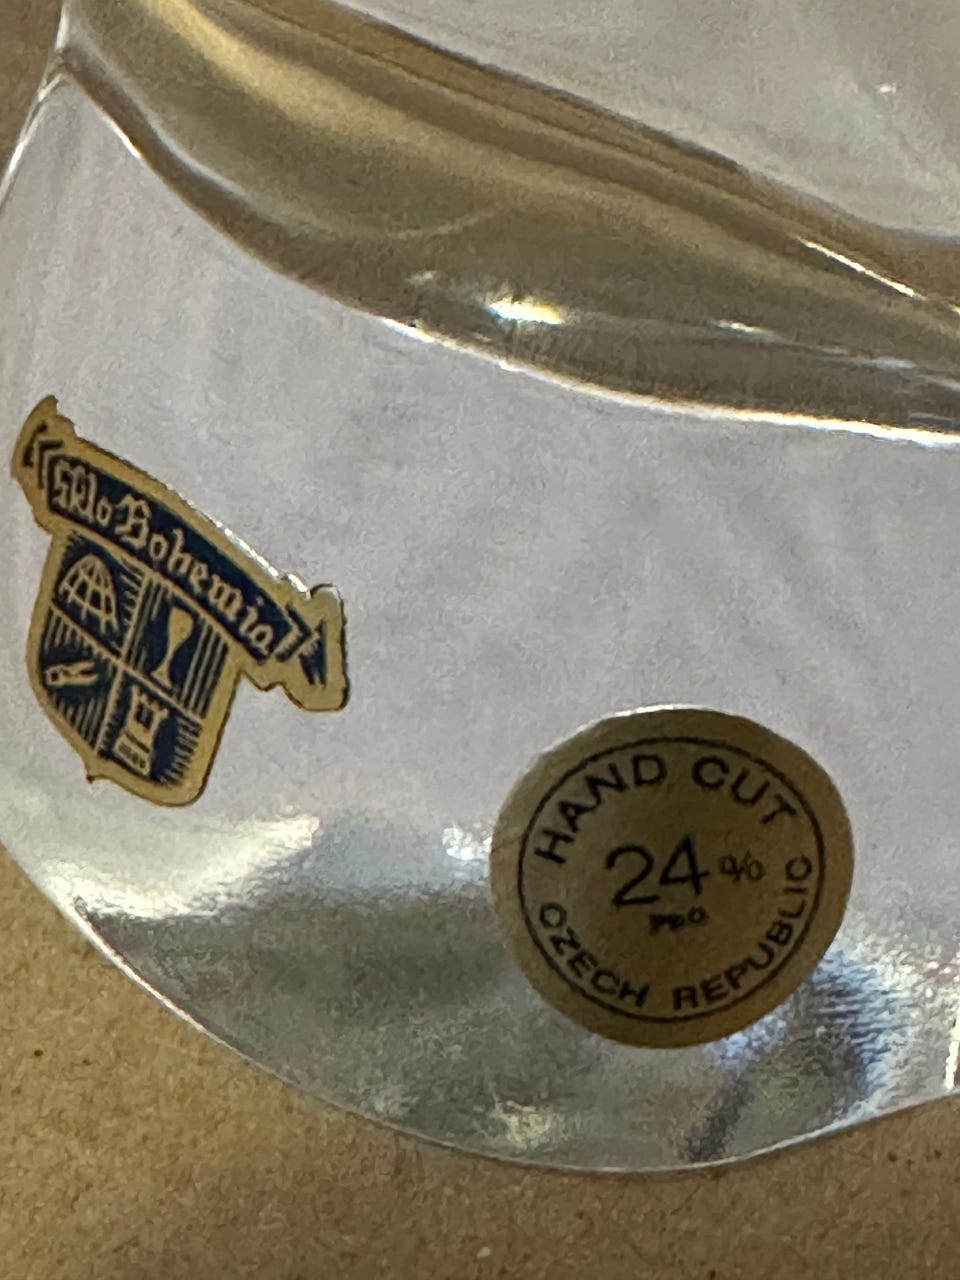 Sklo Bohemia
HAND CUT
24%
PbO
CZECH REPUBLIC